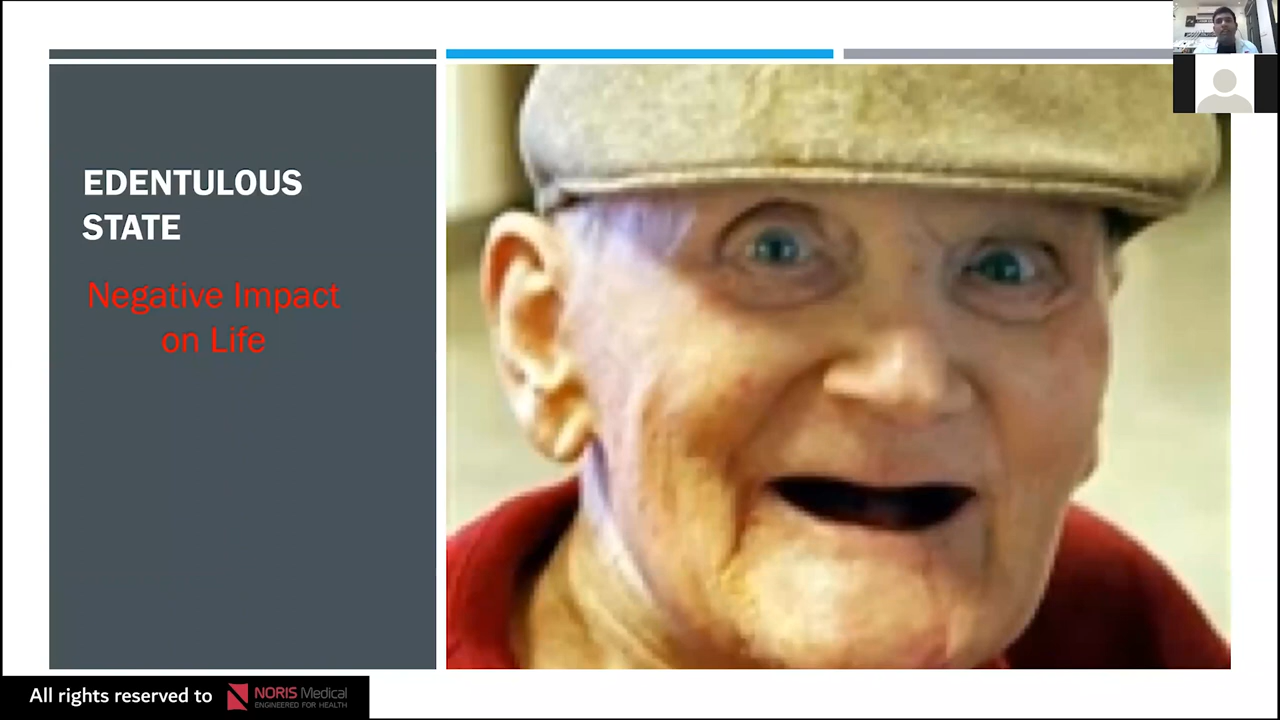 EDENTULOUS
STATE
Negative Impact
on Life
All rights reserved to NORIS Medical
ENGINEERED FOR HEALTH